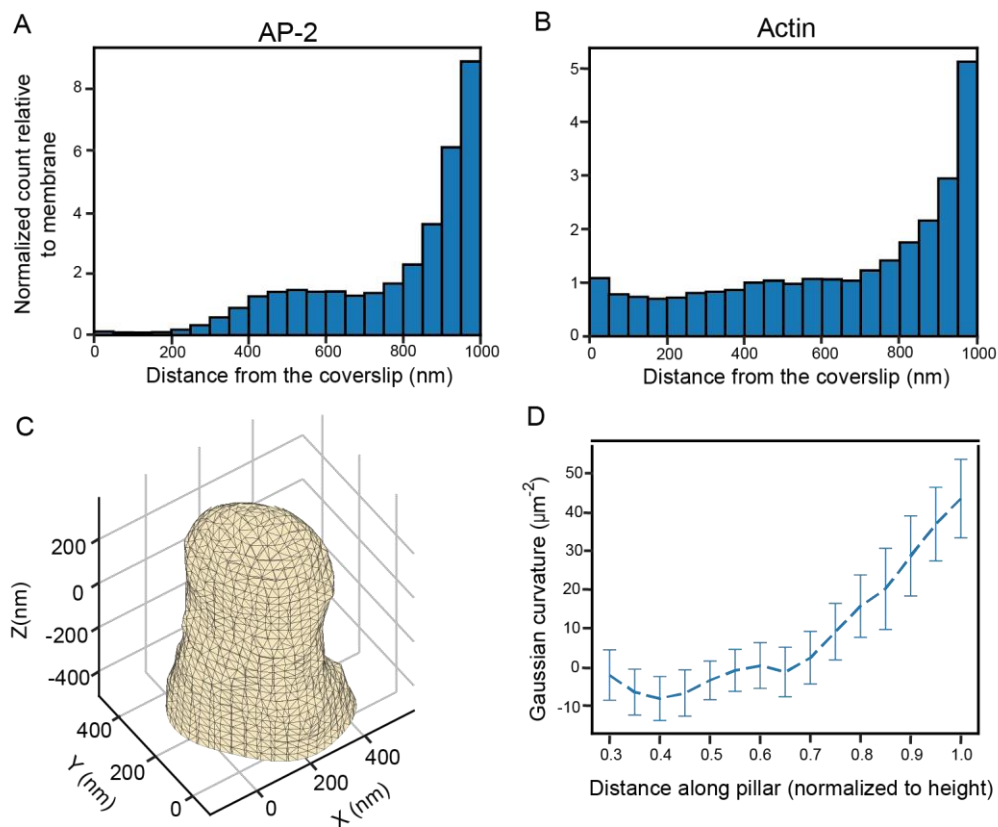 A
AP-2
Normalized count relative
to membrane
8
6
4
2
0
0 200 400 600 800 1000
Distance from the coverslip (nm)
B
Actin
5
4
3
2
1
0
0 200 400 600 800 1000
Distance from the coverslip (nm)
C
Z(nm)
200
0
-200
-400
400
200
0
Y (nm)
0
200
400
X (nm)
D
Gaussian curvature (μm⁻²)
50
40
30
20
10
0
-10
0.3 0.4 0.5 0.6 0.7 0.8 0.9 1.0
Distance along pillar (normalized to height)